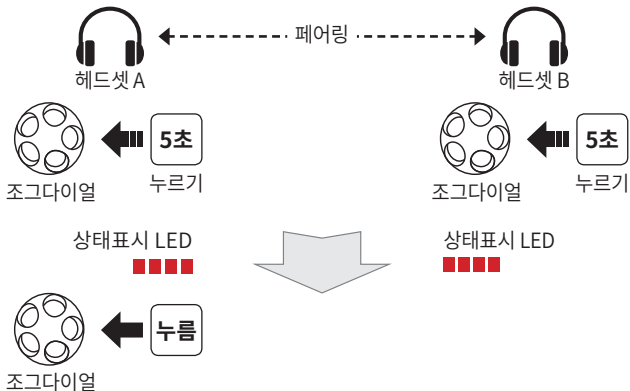 페어링
헤드셋 A
헤드셋 B
5초
5초
조그다이얼
누르기
조그다이얼
누르기
상태표시 LED
상태표시 LED
누름
조그다이얼